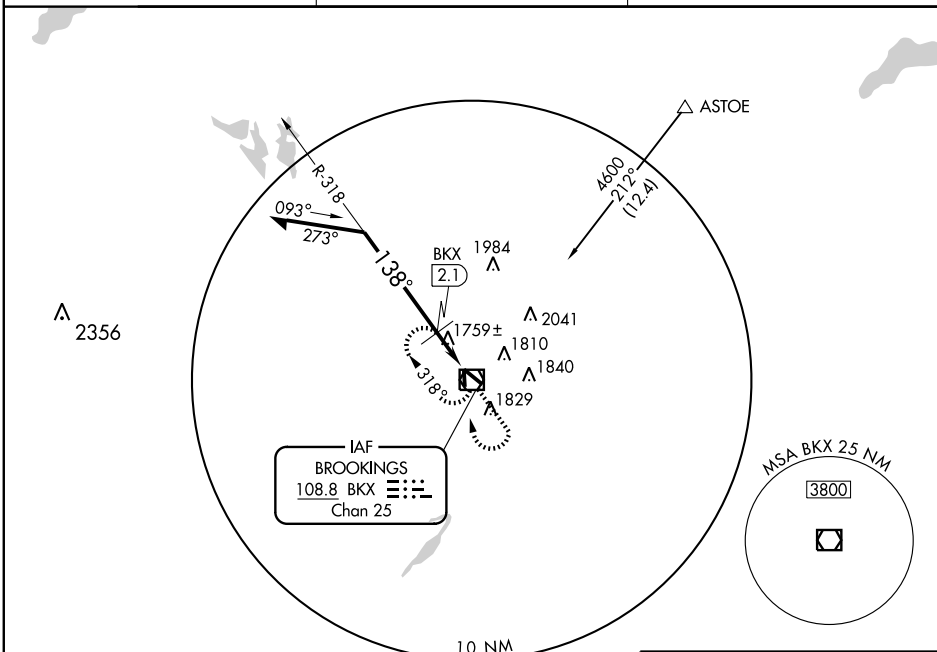 ASTOE
4600
212°
(12.4)
R-318
093°
273°
138°
BKX
2.1
1984
2356
2041
1759±
1810
1840
318°
1829
IAF
BROOKINGS
108.8 BKX
Chan 25
MSA BKX 25 NM
3800
10 NM